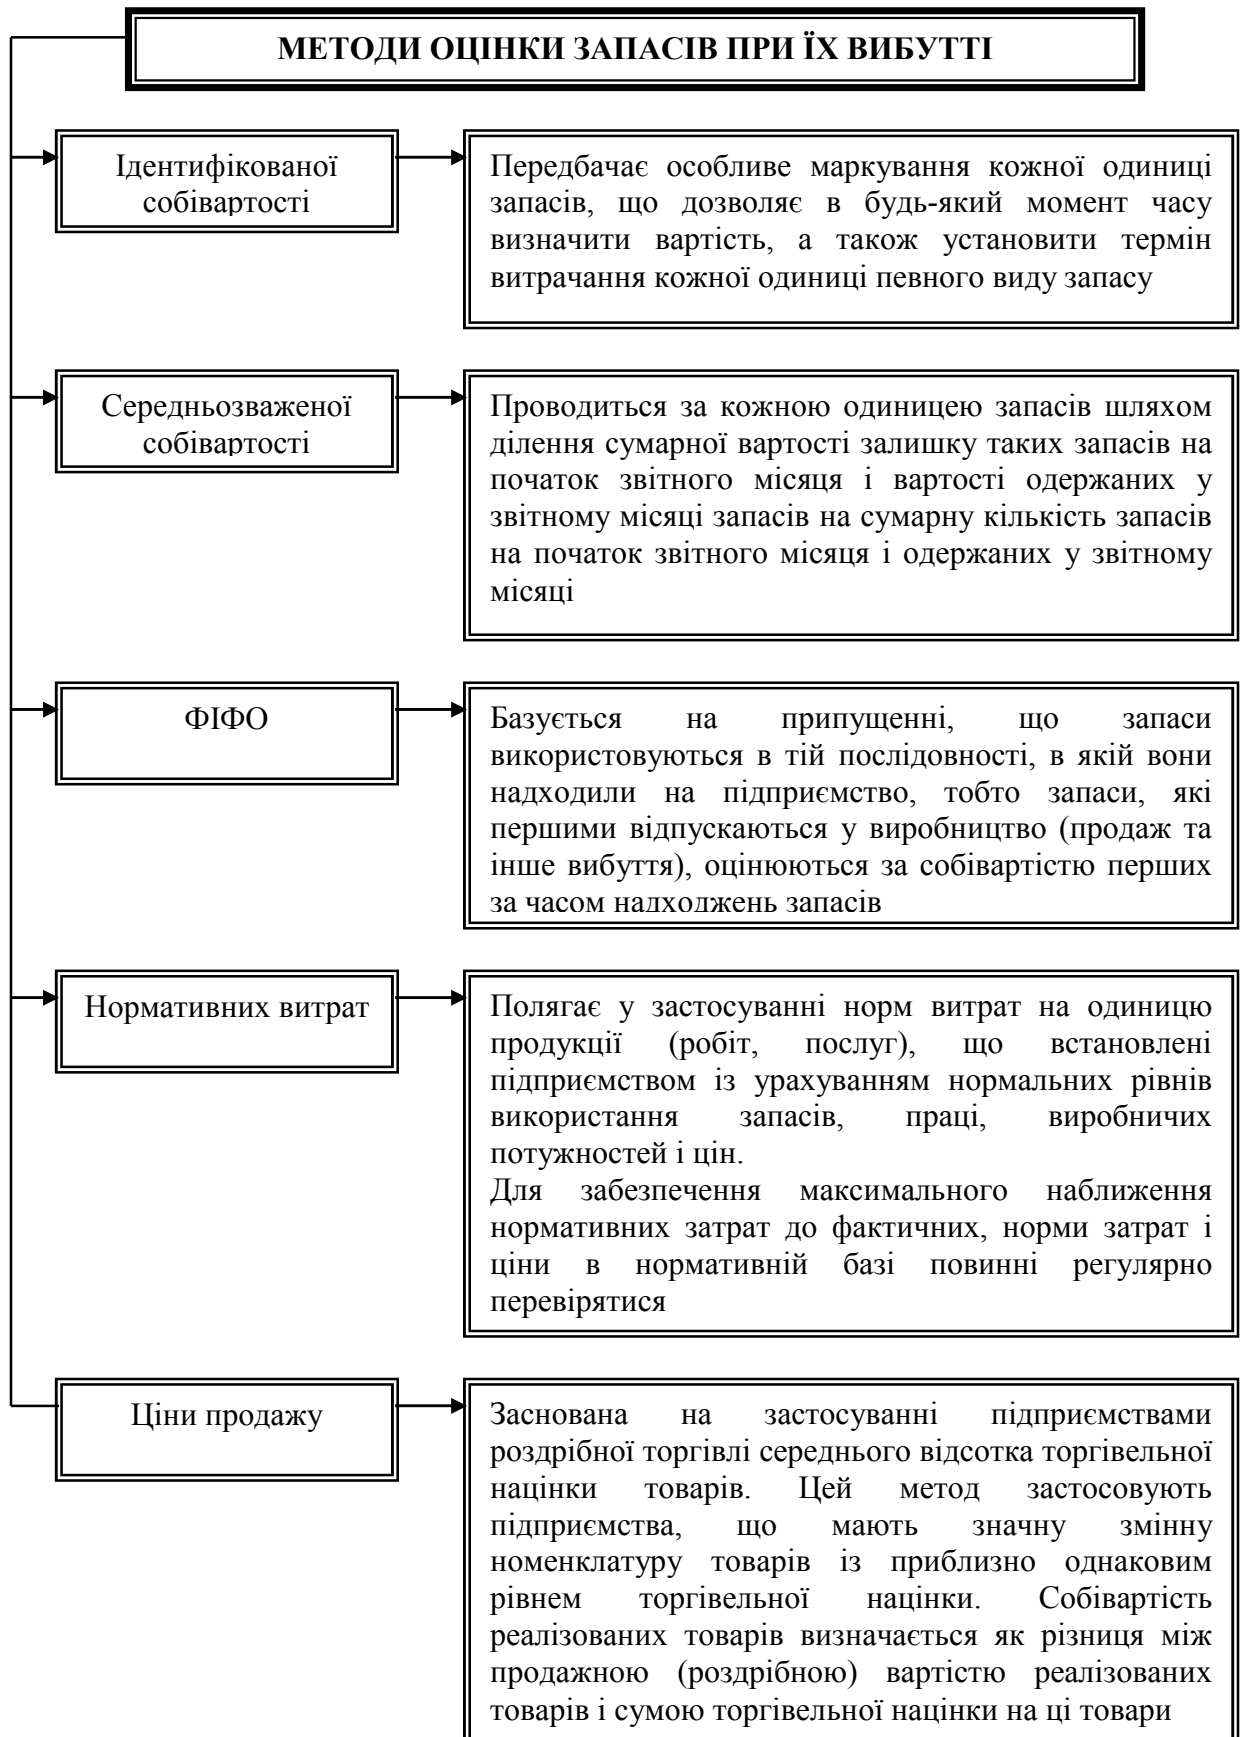 МЕТОДИ ОЦІНКИ ЗАПАСІВ ПРИ ЇХ ВИБУТТІ
Ідентифікованої
собівартості
Передбачає особливе маркування кожної одиниці
запасів, що дозволяє в будь-який момент часу
визначити вартість, а також установити термін
витрачання кожної одиниці певного виду запасу
Середньозваженої
собівартості
Проводиться за кожною одиницею запасів шляхом
ділення сумарної вартості залишку таких запасів на
початок звітного місяця і вартості одержаних у
звітному місяці запасів на сумарну кількість запасів
на початок звітного місяця і одержаних у звітному
місяці
ФІФО
Базується на припущенні, що запаси
використовуються в тій послідовності, в якій вони
надходили на підприємство, тобто запаси, які
першими відпускаються у виробництво (продаж та
інше вибуття), оцінюються за собівартістю перших
за часом надходжень запасів
Нормативних витрат
Полягає у застосуванні норм витрат на одиницю
продукції (робіт, послуг), що встановлені
підприємством із урахуванням нормальних рівнів
використання запасів, праці, виробничих
потужностей і цін.
Для забезпечення максимального наближення
нормативних затрат до фактичних, норми затрат і
ціни в нормативній базі повинні регулярно
перевірятися
Ціни продажу
Заснована на застосуванні підприємствами
роздрібної торгівлі середнього відсотка торгівельної
націнки товарів. Цей метод застосовують
підприємства, що мають значну змінну
номенклатуру товарів із приблизно однаковим
рівнем торгівельної націнки. Собівартість
реалізованих товарів визначається як різниця між
продажною (роздрібною) вартістю реалізованих
товарів і сумою торгівельної націнки на ці товари